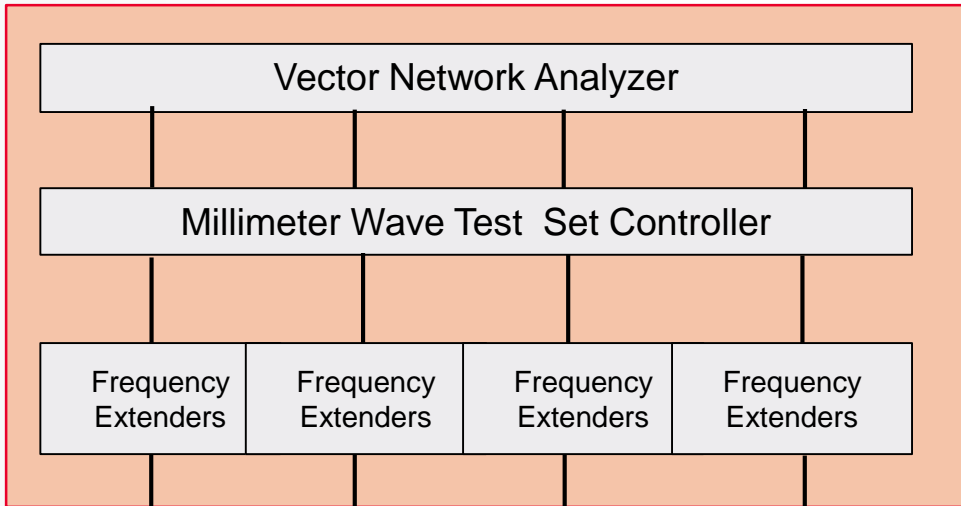 Vector Network Analyzer
Millimeter Wave Test  Set Controller
Frequency
Extenders
Frequency
Extenders
Frequency
Extenders
Frequency
Extenders